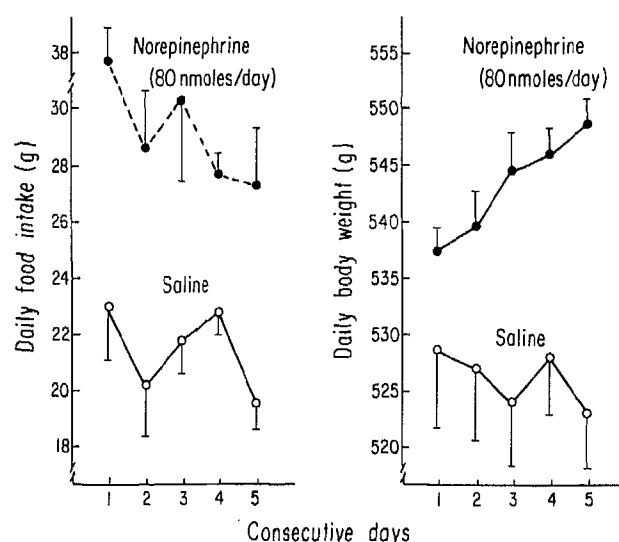 Daily food intake (g)
38
30
28
26
23
22
20
18
Norepinephrine
(80 nmoles/day)
Saline
1 2 3 4 5
Daily body weight (g)
555
550
545
540
535
530
525
520
Norepinephrine
(80 nmoles/day)
Saline
1 2 3 4 5
Consecutive days